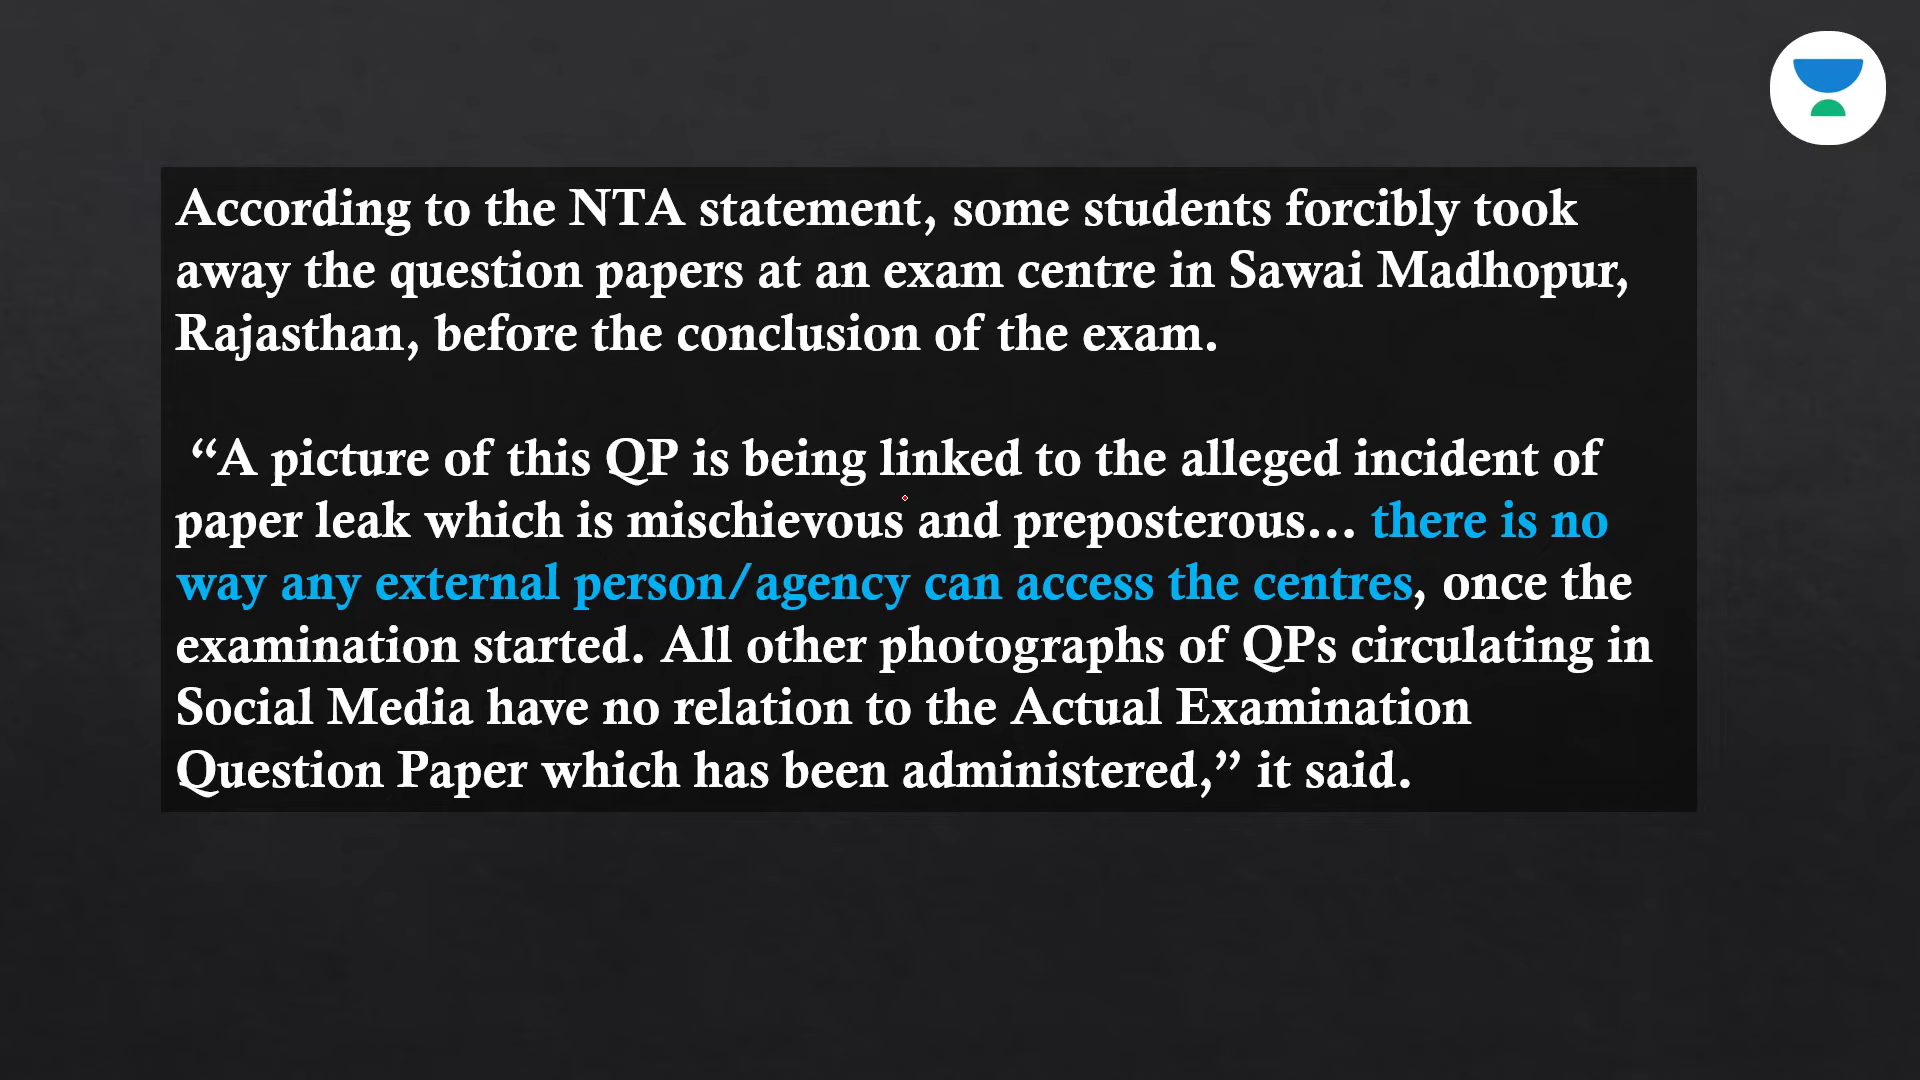 According to the NTA statement, some students forcibly took
away the question papers at an exam centre in Sawai Madhopur,
Rajasthan, before the conclusion of the exam.
“A picture of this QP is being linked to the alleged incident of
paper leak which is mischievous and preposterous… there is no
way any external person/agency can access the centres, once the
examination started. All other photographs of QPs circulating in
Social Media have no relation to the Actual Examination
Question Paper which has been administered,” it said.